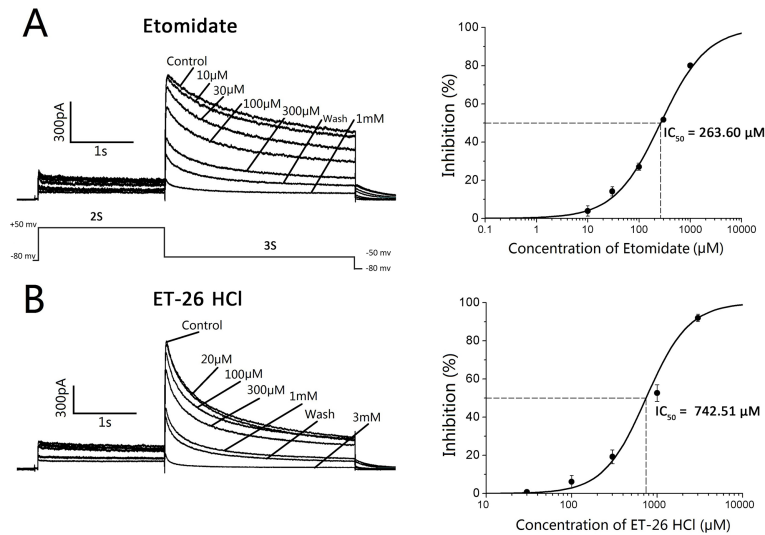 A
Etomidate
Control
10µM
30µM
100µM
300µM
Wash
1mM
300pA
1s
2S
3S
+50 mv
-80 mv
-50 mv
-80 mv
Inhibition (%)
100
80
60
40
20
0
IC50 = 263.60 µM
0.1 1 10 100 1000 10000
Concentration of Etomidate (µM)
B
ET-26 HCl
Control
20µM
100µM
300µM
1mM
Wash
3mM
300pA
1s
Inhibition (%)
100
80
60
40
20
0
IC50 = 742.51 µM
10 100 1000 10000
Concentration of ET-26 HCl (µM)